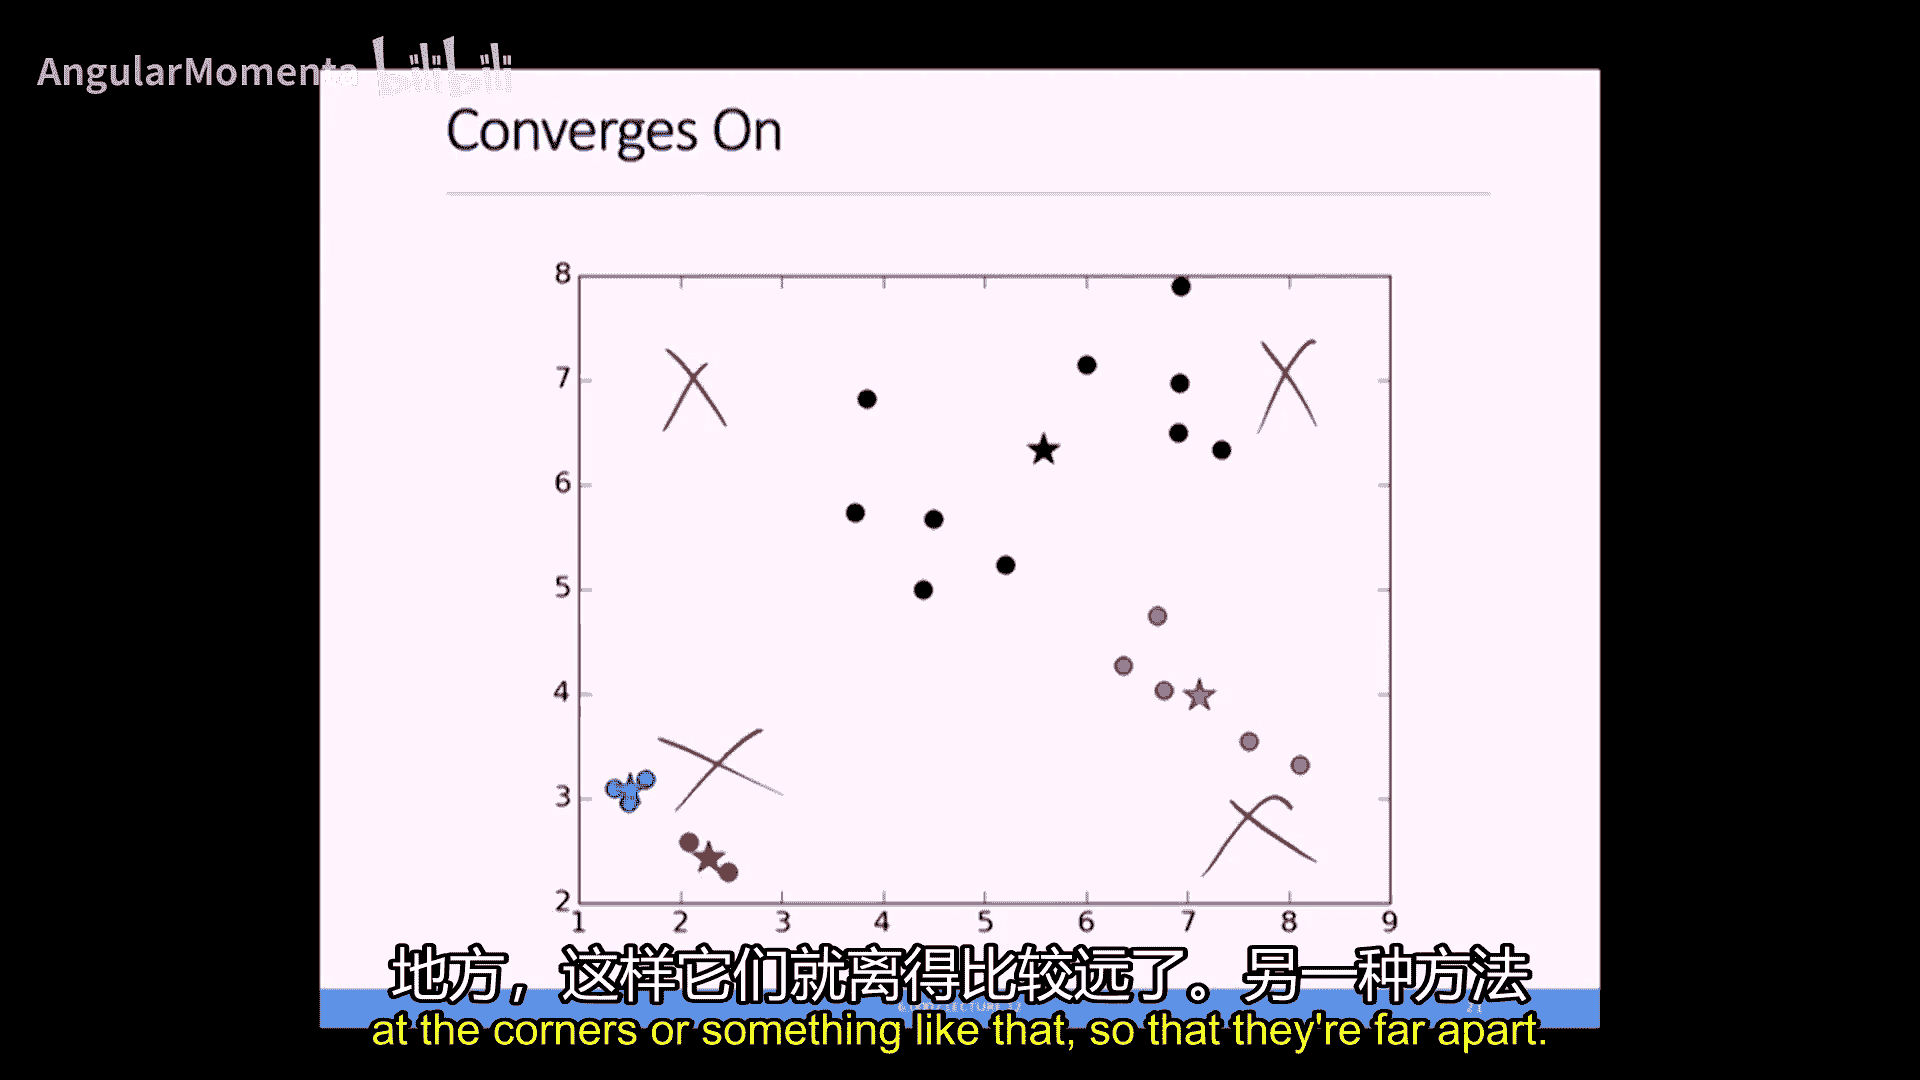 AngularMomenta bilibili
Converges On
8
7
6
5
4
3
2
1 2 3 4 5 6 7 8 9
地方，这样它们就离得比较远了。另一种方法
21
at the corners or something like that, so that they're far apart.